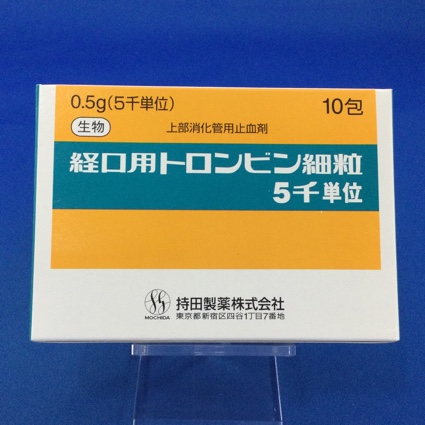 0.5g(5千単位) 10包
生物 上部消化管用止血剤
経口用トロンビン細粒
5千単位
MOCHIDA
持田製薬株式会社
東京都新宿区四谷1丁目7番地